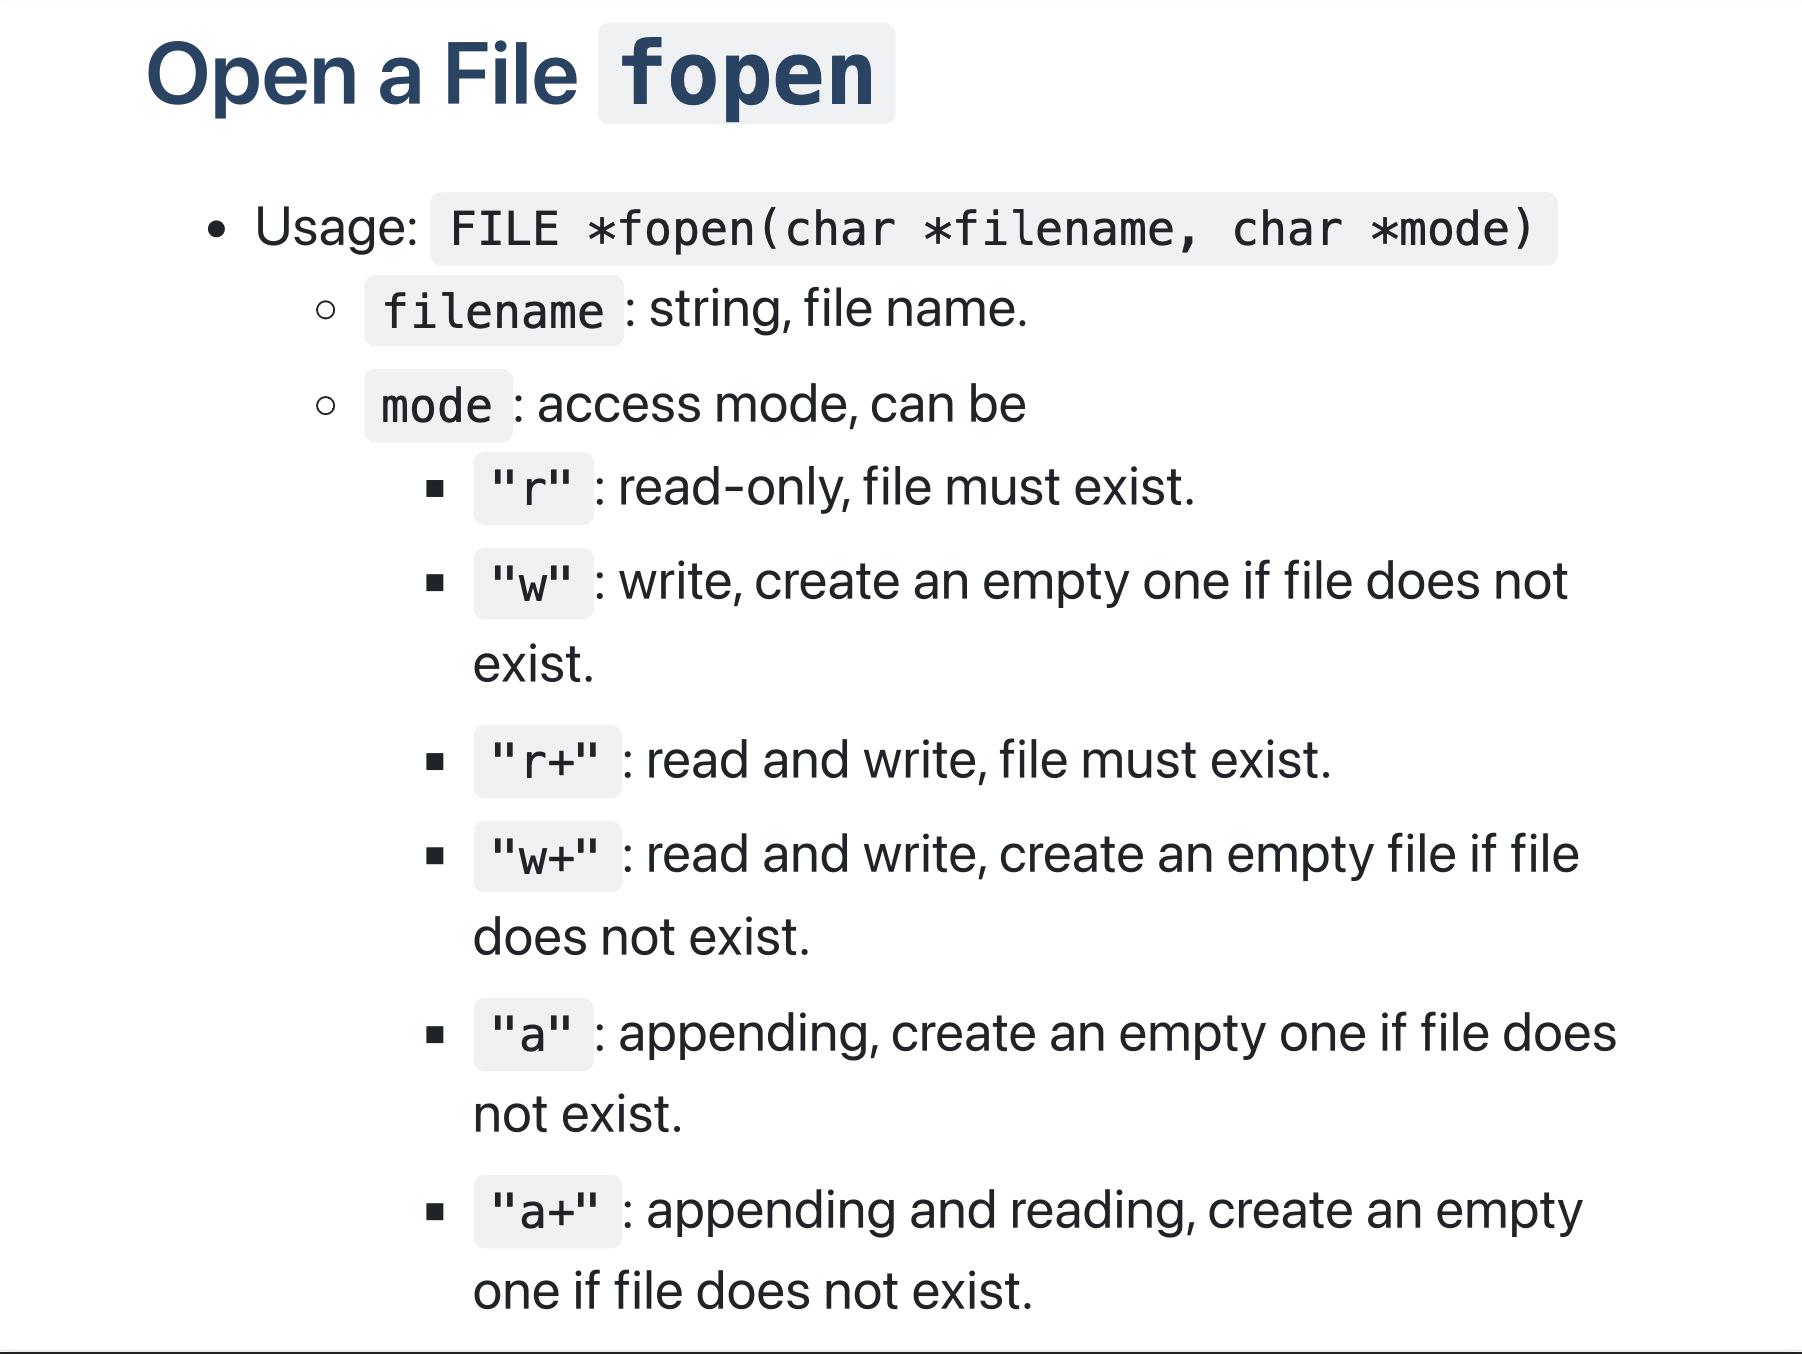 Open a File fopen
• Usage: FILE *fopen(char *filename, char *mode)
○ filename : string, file name.
○ mode : access mode, can be
▪ "r" : read-only, file must exist.
▪ "w" : write, create an empty one if file does not
exist.
▪ "r+" : read and write, file must exist.
▪ "w+" : read and write, create an empty file if file
does not exist.
▪ "a" : appending, create an empty one if file does
not exist.
▪ "a+" : appending and reading, create an empty
one if file does not exist.